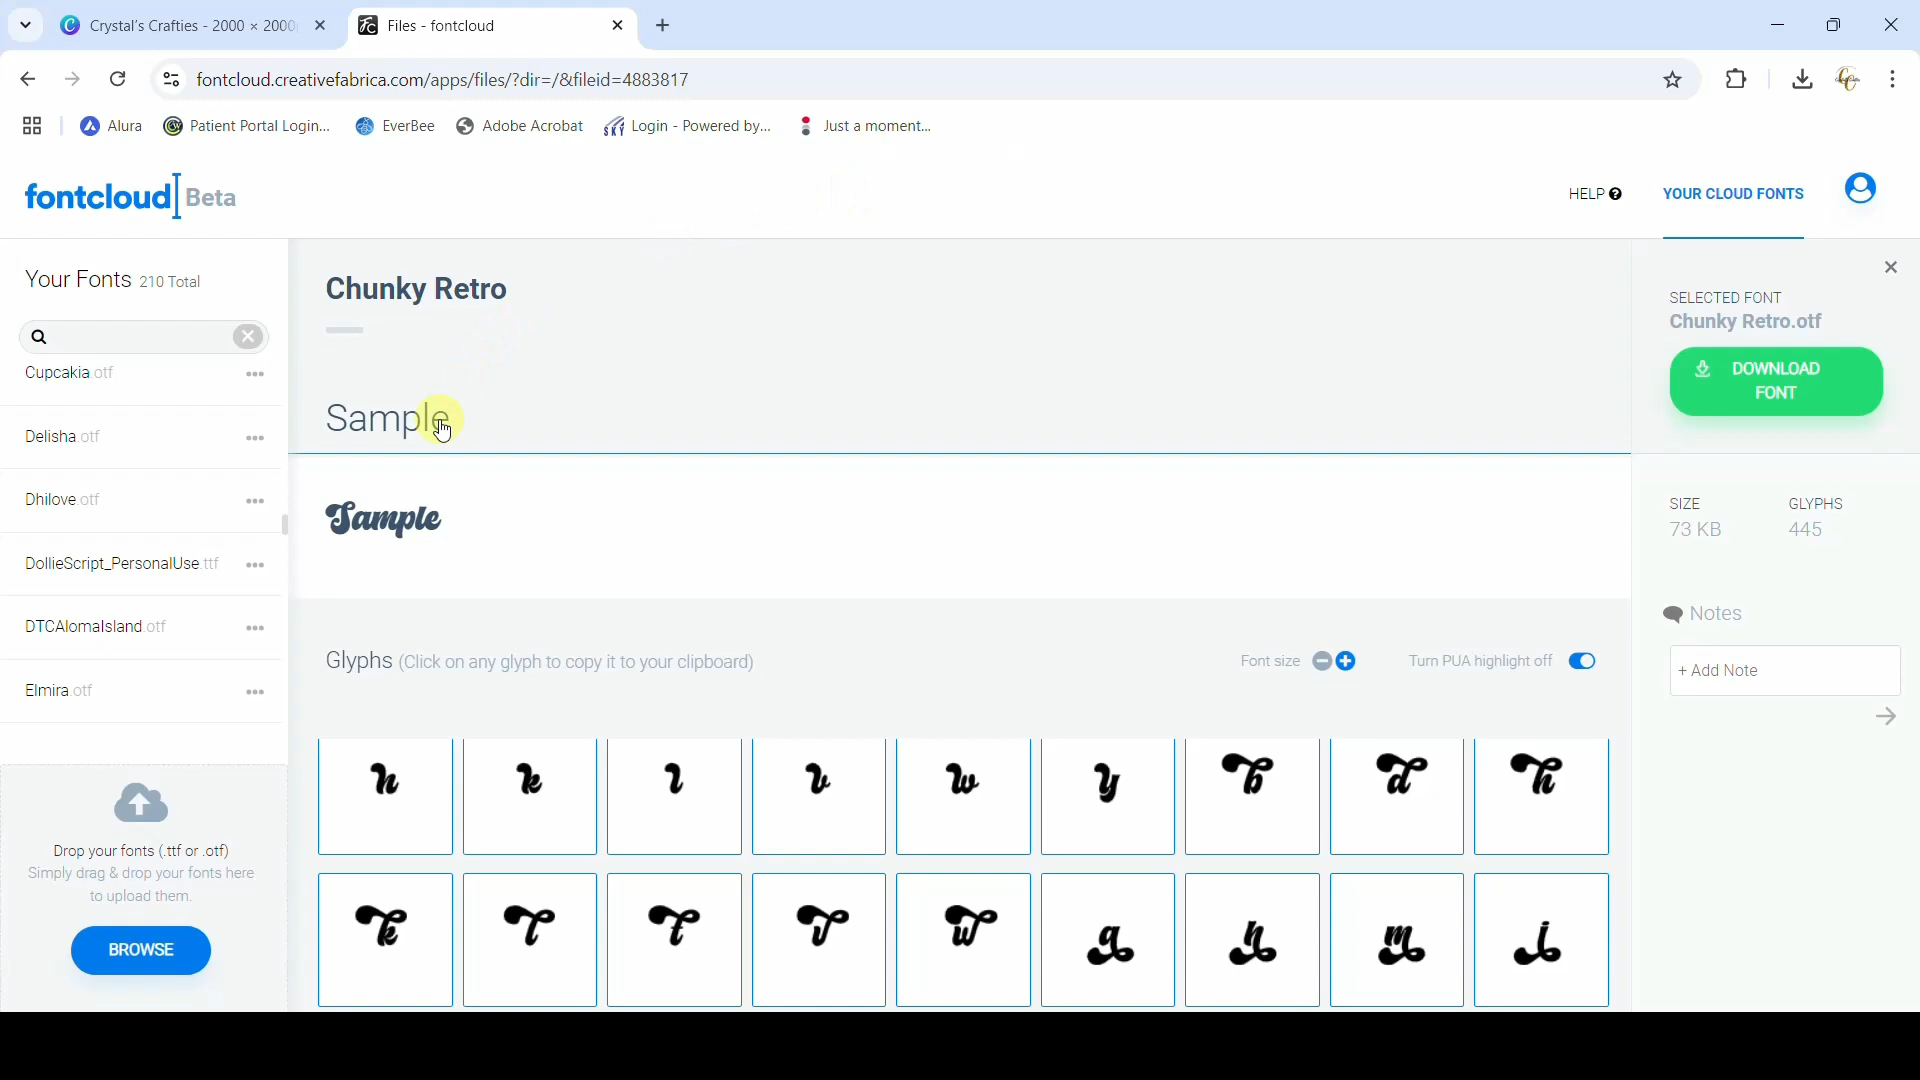 Crystal's Crafties - 2000 × 2000
Files - fontcloud
fontcloud.creativefabrica.com/apps/files/?dir=/&fileid=4883817
Alura
Patient Portal Login...
EverBee
Adobe Acrobat
Login - Powered by...
Just a moment...
fontcloud Beta
HELP ?
YOUR CLOUD FONTS
Your Fonts 210 Total
Cupcakia.otf
Delisha.otf
Dhilove.otf
DollieScript_PersonalUse.ttf
DTCAlomaIsland.otf
Elmira.otf
Drop your fonts (.ttf or .otf)
Simply drag & drop your fonts here
to upload them.
BROWSE
Chunky Retro
Sample
Sample
Glyphs (Click on any glyph to copy it to your clipboard)
Font size
Turn PUA highlight off
h k l v w y b d h
k l t v w a h m i
SELECTED FONT
Chunky Retro.otf
DOWNLOAD
FONT
SIZE GLYPHS
73 KB 445
Notes
+ Add Note